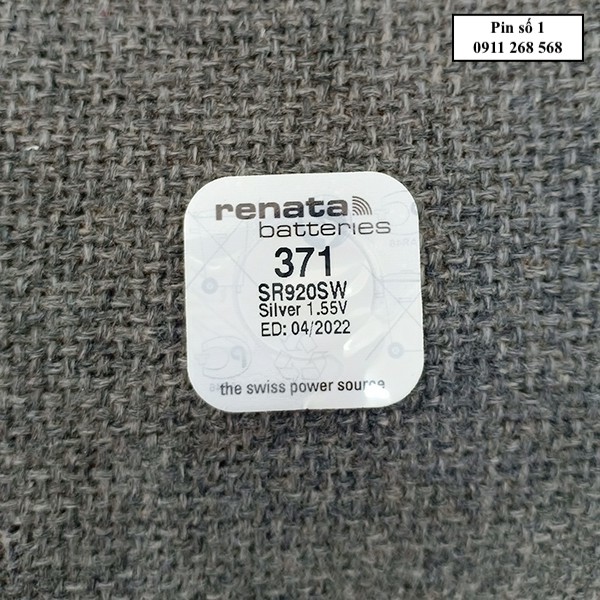 Pin số 1
0911 268 568
renata
batteries
371
SR920SW
Silver 1.55V
ED: 04/2022
the swiss power source